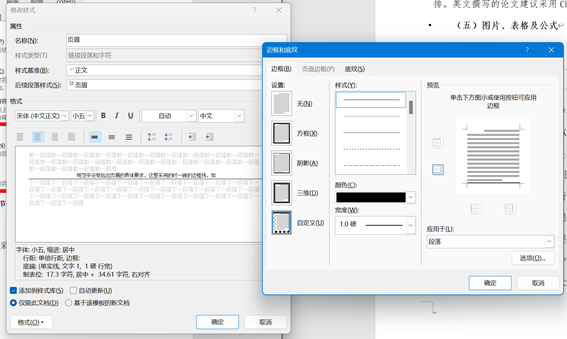 修改样式
属性
名称(N):
页眉
样式类型(T):
链接段落和字符
样式基准(B):
正文
后续段落样式(S):
页眉
格式
宋体 (中文正文)
小五
B I U
自动
中文
字体: 小五, 缩进: 居中
行距: 单倍行距, 边框:
底端: (单实线, 文字 1, 1 磅 行宽)
制表位: 17.3 字符, 居中 + 34.61 字符, 右对齐
添加到样式库(S)
自动更新(U)
仅限此文档(D)
基于该模板的新文档
格式(O)
确定
取消
排。英文撰写的论文建议采用 Cl
• （五）图片、表格及公式
边框和底纹
边框(B)
页面边框(P)
底纹(S)
设置:
无(N)
方框(X)
阴影(A)
三维(D)
自定义(U)
样式(Y):
颜色(C):
宽度(W):
1.0 磅
预览
单击下方图示或使用按钮可应用
边框
应用于(L):
段落
选项(O)...
确定
取消